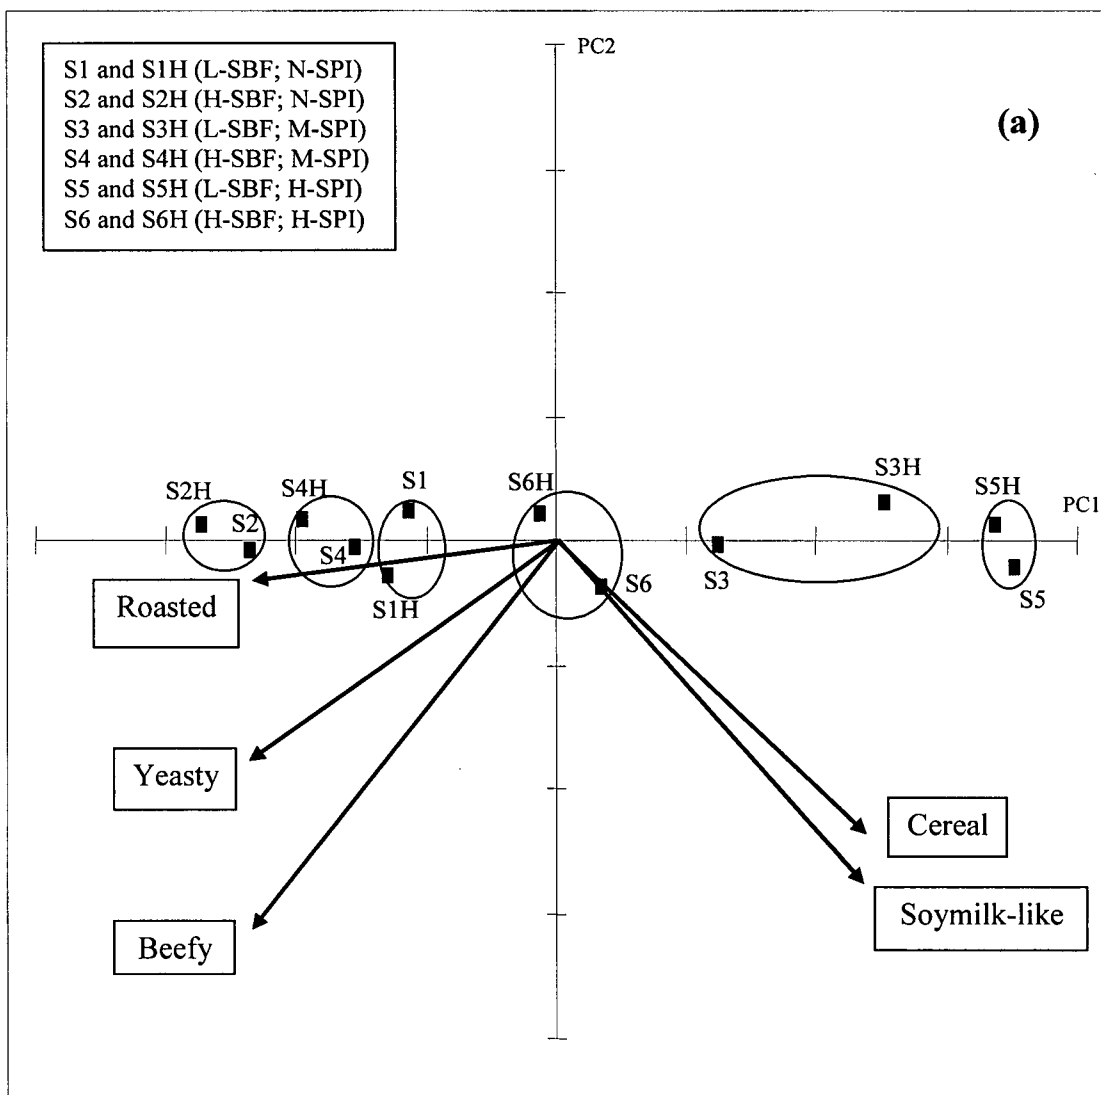 PC2
S1 and S1H (L-SBF; N-SPI)
S2 and S2H (H-SBF; N-SPI)
S3 and S3H (L-SBF; M-SPI)
S4 and S4H (H-SBF; M-SPI)
S5 and S5H (L-SBF; H-SPI)
S6 and S6H (H-SBF; H-SPI)
(a)
S2H
S2
S4H
S4
S1
S1H
S6H
S6
S3
S3H
S5H
S5
PC1
Roasted
Yeasty
Beefy
Cereal
Soymilk-like